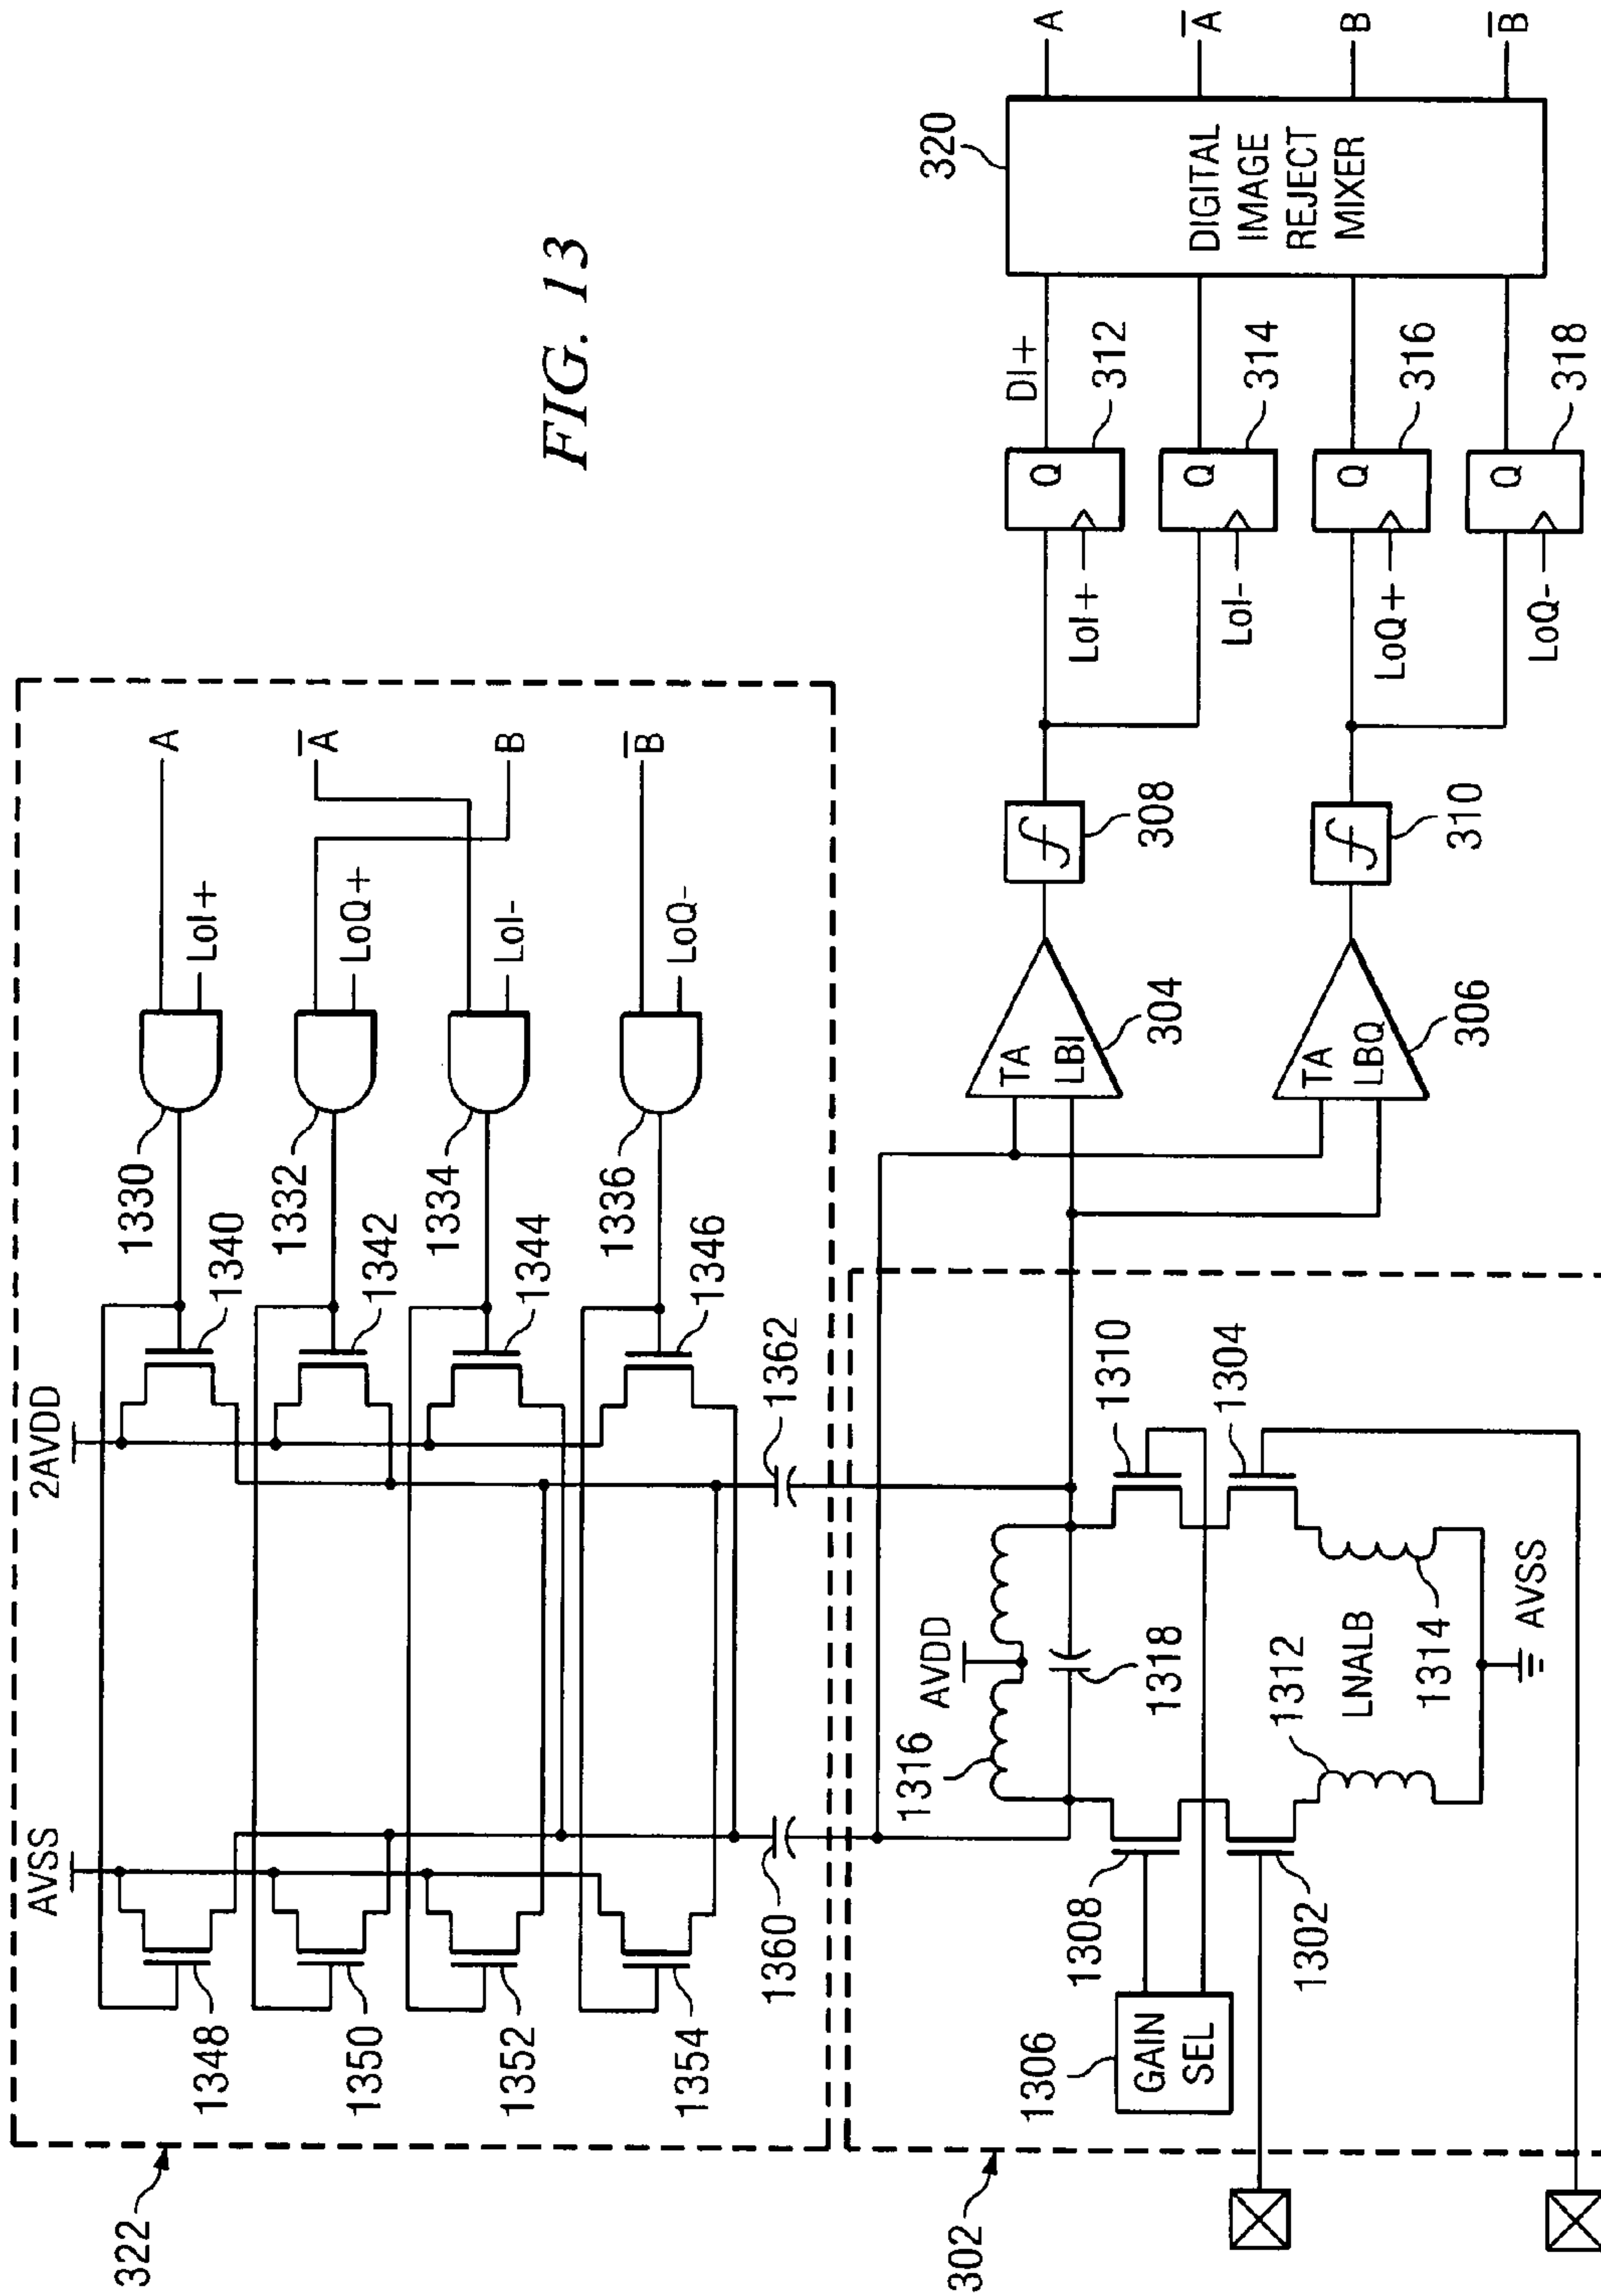 FIG. 13
322
AVSS
2AVDD
1348
1350
1352
1354
1340
1342
1344
1346
1330
1332
1334
1336
LoI+
LoQ+
LoI-
LoQ-
A
A
B
B
1360
1362
302
1306
GAIN
SEL
1308
1302
1316
AVDD
1318
1310
1304
1312
LNALB
1314
AVSS
TA
LBI
304
TA
LBQ
306
308
310
LoI+
LoI-
LoQ+
LoQ-
Q
Q
Q
Q
DI+
312
314
316
318
320
DIGITAL
IMAGE
REJECT
MIXER
A
A
B
B